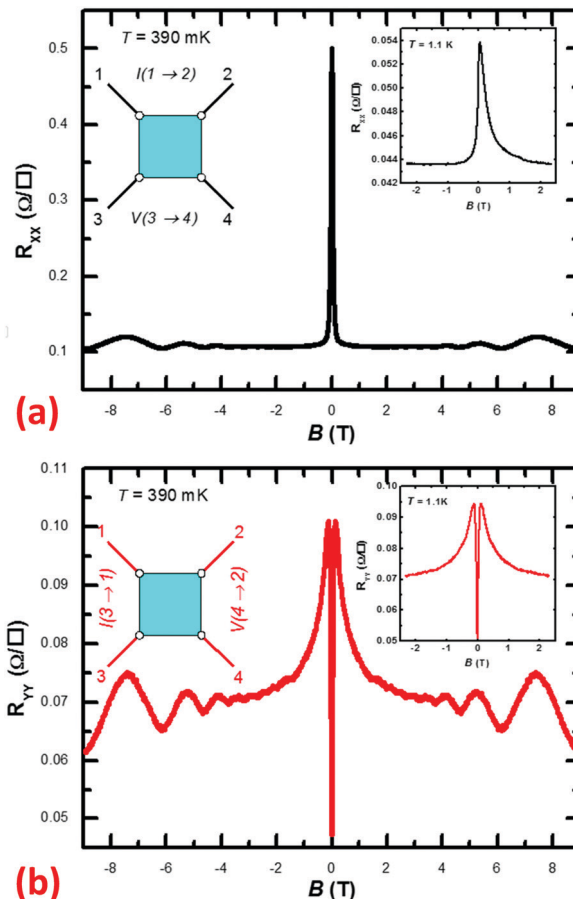 T = 390 mK
1
I(1 → 2)
2
3
V(3 → 4)
4
T = 1.1 K
0.054
0.052
0.050
0.048
0.046
0.044
0.042
RXX (Ω/□)
-2 -1 0 1 2
B (T)
0.5
0.4
0.3
0.2
0.1
RXX (Ω/□)
-8 -6 -4 -2 0 2 4 6 8
B (T)
(a)
T = 390 mK
1
2
I(3 → 1)
V(4 → 2)
3
4
T = 1.1K
0.10
0.09
0.08
0.07
0.06
0.05
RYY (Ω/□)
-2 -1 0 1 2
B (T)
0.11
0.10
0.09
0.08
0.07
0.06
0.05
RYY (Ω/□)
-8 -6 -4 -2 0 2 4 6 8
B (T)
(b)